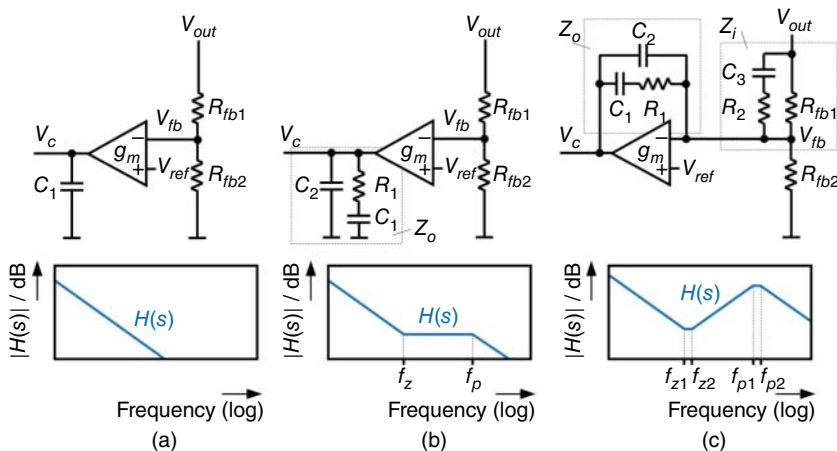 V_out
R_fb1
V_fb
V_c
g_m
−
+
V_ref
R_fb2
C_1
|H(s)| / dB
H(s)
Frequency (log)
(a)
V_out
R_fb1
V_fb
V_c
g_m
−
+
V_ref
R_fb2
C_2
R_1
C_1
Z_o
|H(s)| / dB
H(s)
f_z
f_p
Frequency (log)
(b)
Z_o
C_2
C_1
R_1
Z_i
V_out
C_3
R_2
R_fb1
V_fb
V_c
g_m
−
+
V_ref
R_fb2
|H(s)| / dB
H(s)
f_z1
f_z2
f_p1
f_p2
Frequency (log)
(c)